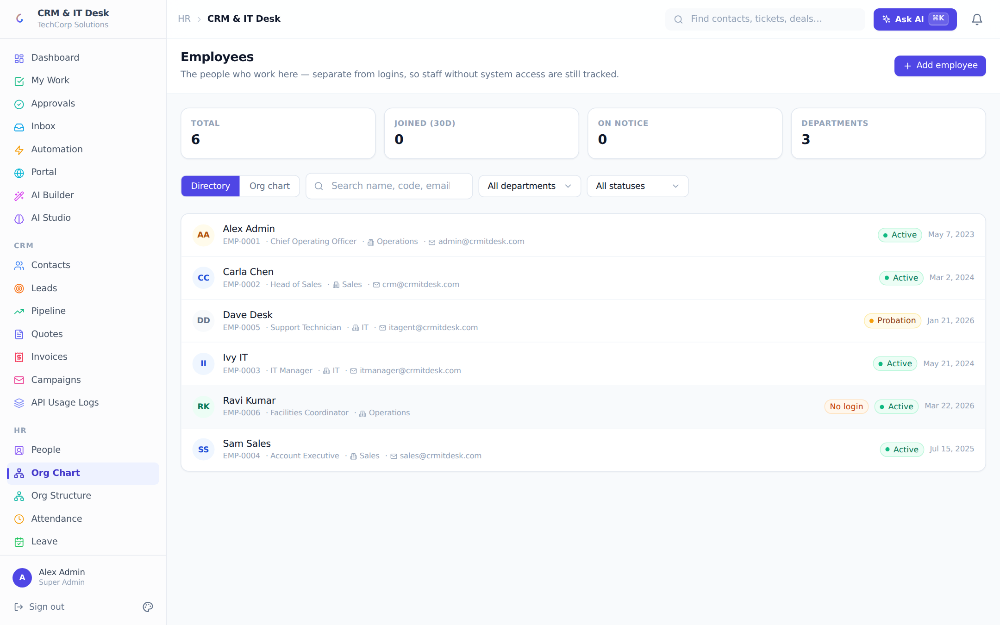 CRM & IT Desk
TechCorp Solutions
Dashboard
My Work
Approvals
Inbox
Automation
Portal
AI Builder
AI Studio
CRM
Contacts
Leads
Pipeline
Quotes
Invoices
Campaigns
API Usage Logs
HR
People
Org Chart
Org Structure
Attendance
Leave
A
Alex Admin
Super Admin
Sign out
HR > CRM & IT Desk
Find contacts, tickets, deals...
Ask AI ⌘K
Employees
The people who work here — separate from logins, so staff without system access are still tracked.
+ Add employee
TOTAL
6
JOINED (30D)
0
ON NOTICE
0
DEPARTMENTS
3
Directory
Org chart
Search name, code, email
All departments
All statuses
AA
Alex Admin
EMP-0001 · Chief Operating Officer · Operations · admin@crmitdesk.com
Active May 7, 2023
CC
Carla Chen
EMP-0002 · Head of Sales · Sales · crm@crmitdesk.com
Active Mar 2, 2024
DD
Dave Desk
EMP-0005 · Support Technician · IT · itagent@crmitdesk.com
Probation Jan 21, 2026
II
Ivy IT
EMP-0003 · IT Manager · IT · itmanager@crmitdesk.com
Active May 21, 2024
RK
Ravi Kumar
EMP-0006 · Facilities Coordinator · Operations
No login Active Mar 22, 2026
SS
Sam Sales
EMP-0004 · Account Executive · Sales · sales@crmitdesk.com
Active Jul 15, 2025